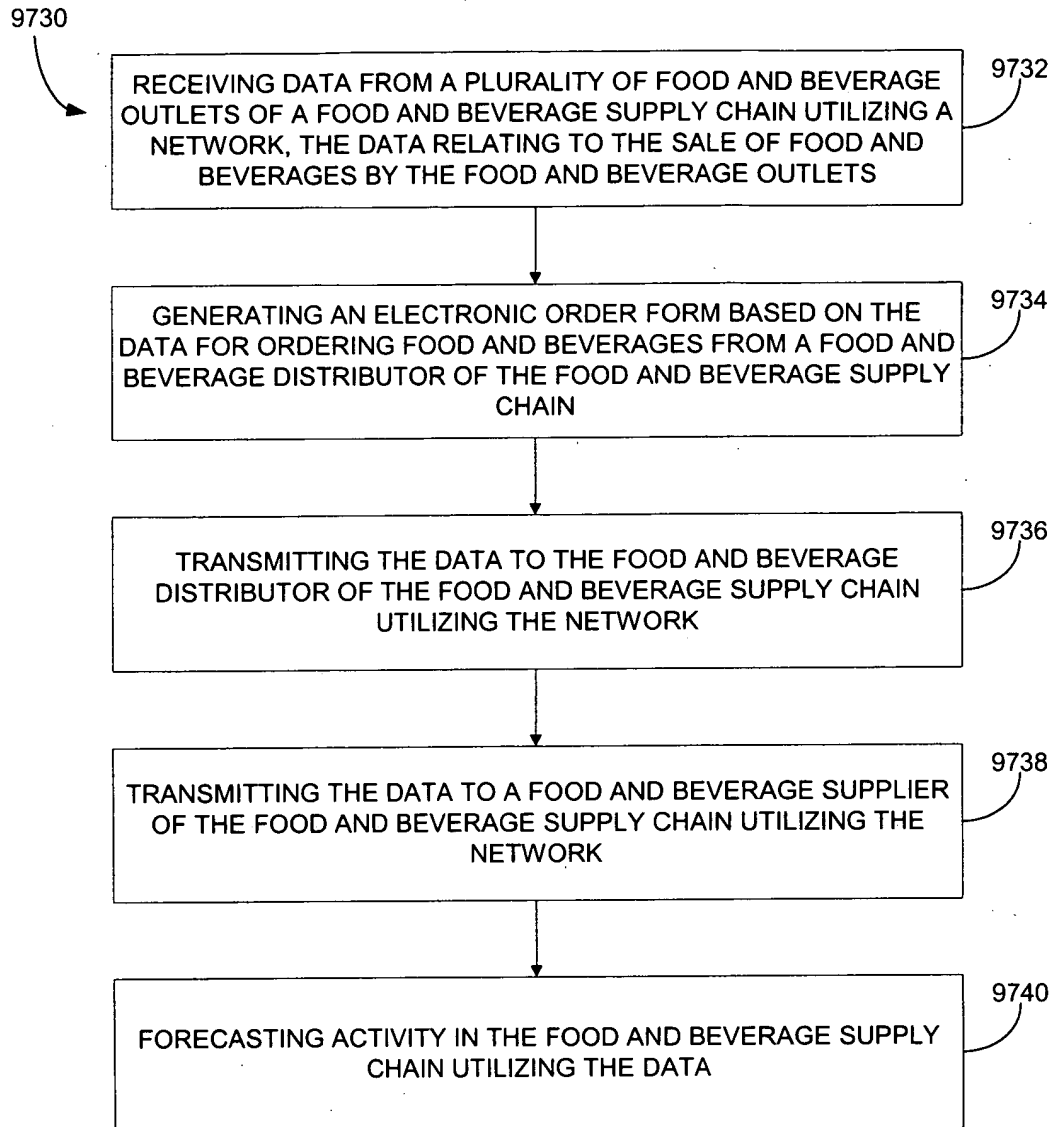 9730
RECEIVING DATA FROM A PLURALITY OF FOOD AND BEVERAGE
OUTLETS OF A FOOD AND BEVERAGE SUPPLY CHAIN UTILIZING A
NETWORK, THE DATA RELATING TO THE SALE OF FOOD AND
BEVERAGES BY THE FOOD AND BEVERAGE OUTLETS
9732
GENERATING AN ELECTRONIC ORDER FORM BASED ON THE
DATA FOR ORDERING FOOD AND BEVERAGES FROM A FOOD AND
BEVERAGE DISTRIBUTOR OF THE FOOD AND BEVERAGE SUPPLY
CHAIN
9734
TRANSMITTING THE DATA TO THE FOOD AND BEVERAGE
DISTRIBUTOR OF THE FOOD AND BEVERAGE SUPPLY CHAIN
UTILIZING THE NETWORK
9736
TRANSMITTING THE DATA TO A FOOD AND BEVERAGE SUPPLIER
OF THE FOOD AND BEVERAGE SUPPLY CHAIN UTILIZING THE
NETWORK
9738
FORECASTING ACTIVITY IN THE FOOD AND BEVERAGE SUPPLY
CHAIN UTILIZING THE DATA
9740